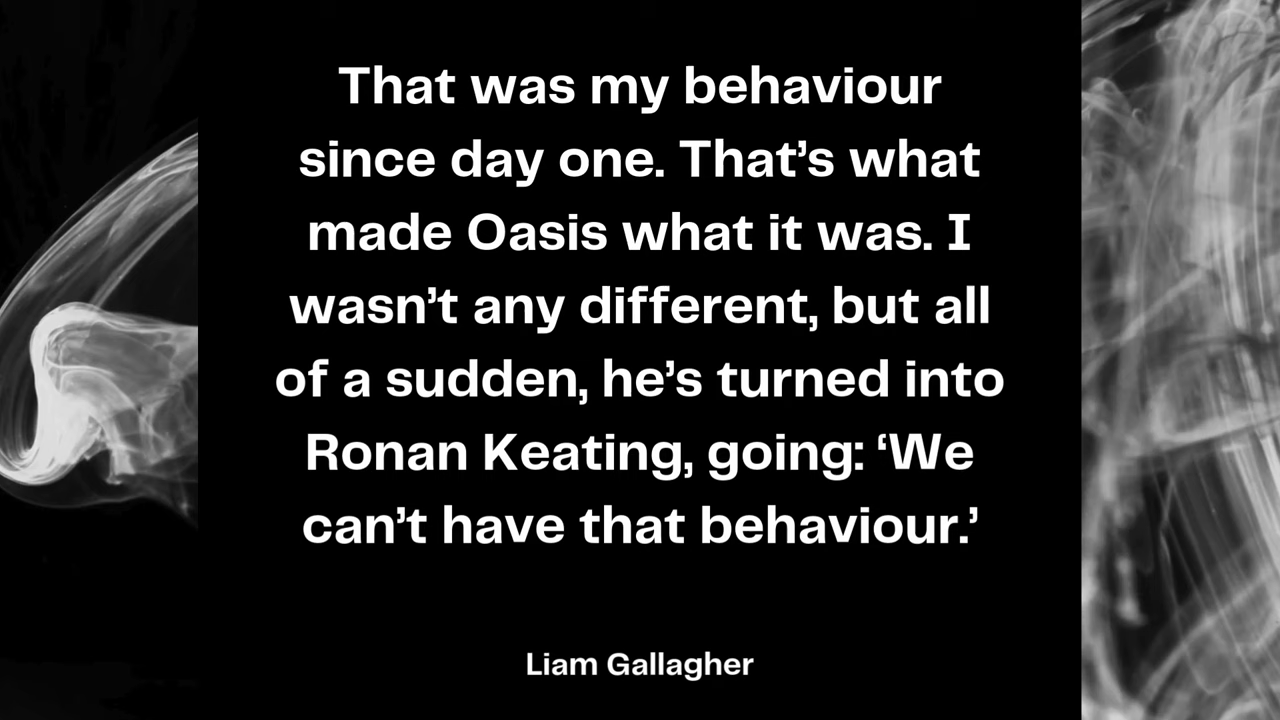 That was my behaviour
since day one. That’s what
made Oasis what it was. I
wasn’t any different, but all
of a sudden, he’s turned into
Ronan Keating, going: ‘We
can’t have that behaviour.’
Liam Gallagher